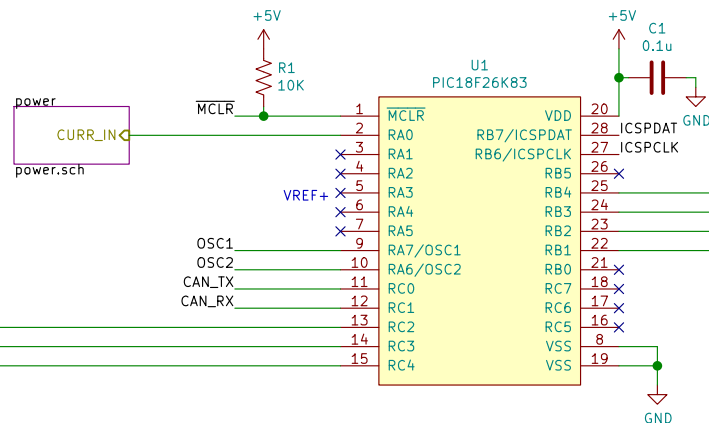 +5V
R1
10K
MCLR
power
CURR_IN
power.sch
VREF+
OSC1
OSC2
CAN_TX
CAN_RX
U1
PIC18F26K83
1 MCLR
2 RA0
3 RA1
4 RA2
5 RA3
6 RA4
7 RA5
9 RA7/OSC1
10 RA6/OSC2
11 RC0
12 RC1
13 RC2
14 RC3
15 RC4
VDD 20
RB7/ICSPDAT 28 ICSPDAT
RB6/ICSPCLK 27 ICSPCLK
RB5 26
RB4 25
RB3 24
RB2 23
RB1 22
RB0 21
RC7 18
RC6 17
RC5 16
VSS 8
VSS 19
+5V
C1
0.1u
GND
GND